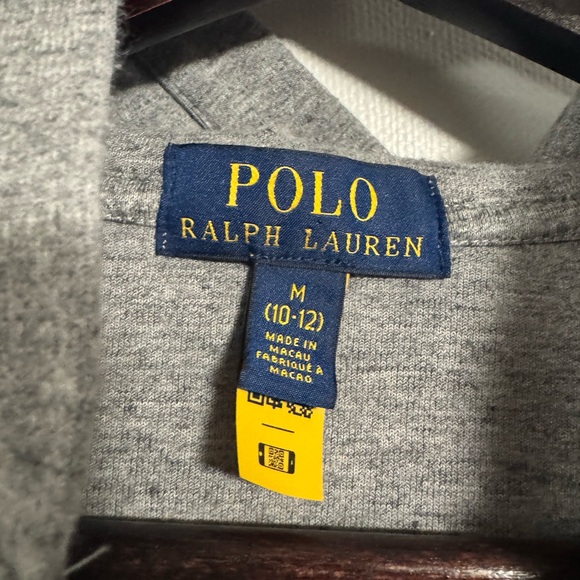 POLO
RALPH LAUREN
M
(10-12)
MADE IN
MACAU
FABRIQUÉ À
MACAO